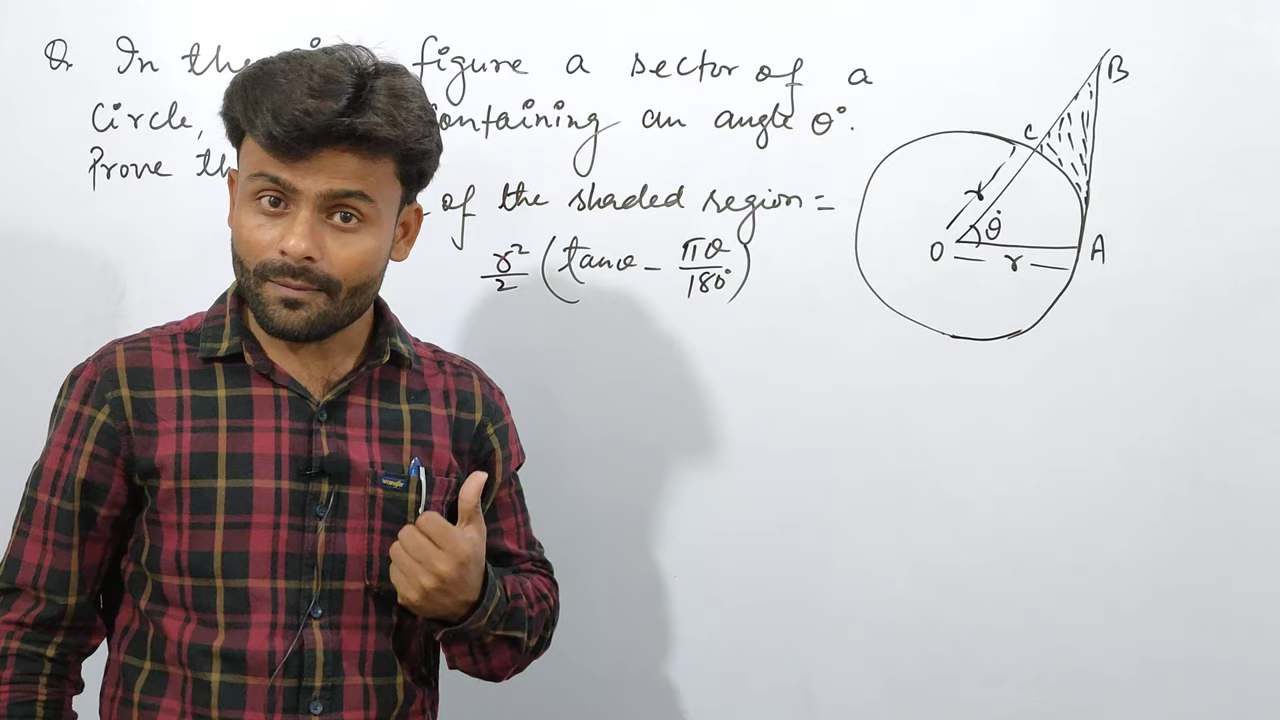 Q. In the figure a sector of a
Circle, containing an angle θ°.
Prove
of the shaded region =
r²/2 (tanθ - πθ/180°)
B
C
r
θ°
O
r
A
wrangler